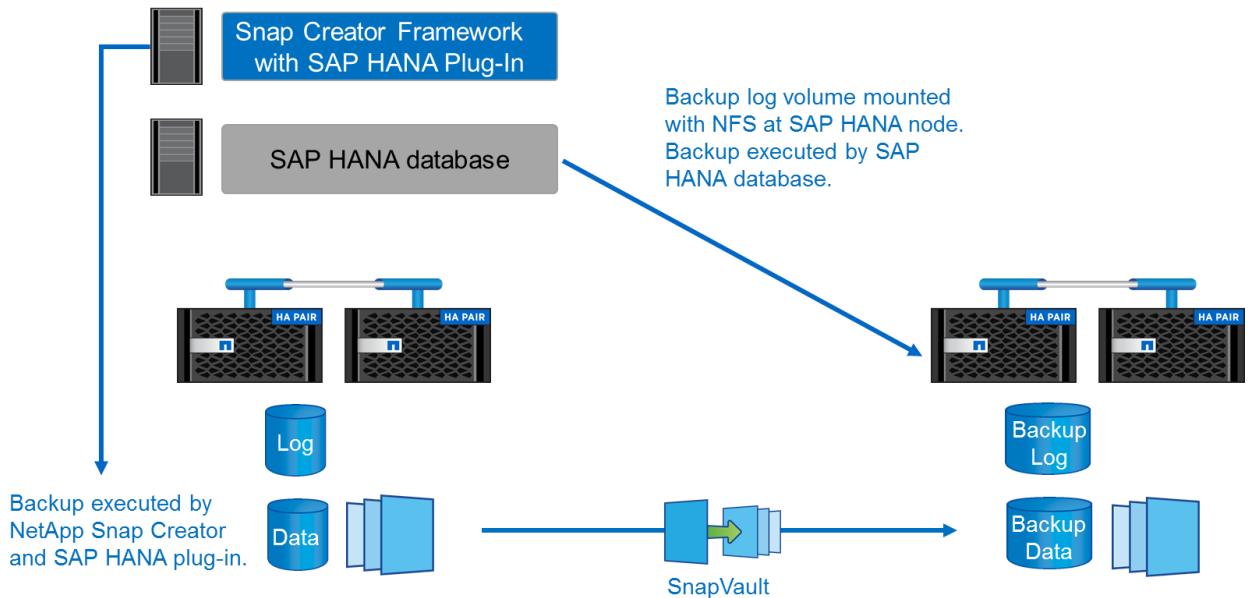 Snap Creator Framework
with SAP HANA Plug-In
SAP HANA database
Backup log volume mounted
with NFS at SAP HANA node.
Backup executed by SAP
HANA database.
HA PAIR
HA PAIR
HA PAIR
HA PAIR
Log
Backup
Log
Backup executed by
NetApp Snap Creator
and SAP HANA plug-in.
Data
SnapVault
Backup
Data